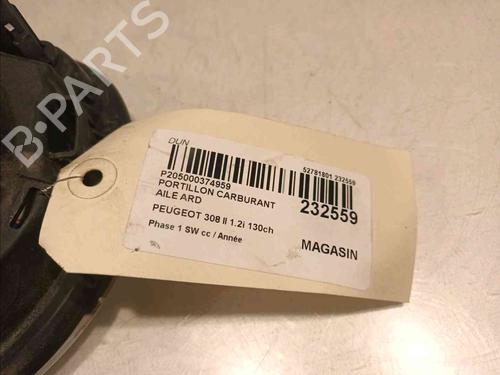 B-PARTS
DUN
52781801 232559
P205000374959
PORTILLON CARBURANT
232559
AILE ARD
PEUGEOT 308 II 1.2i 130ch
Phase 1 SW cc / Année
MAGASIN